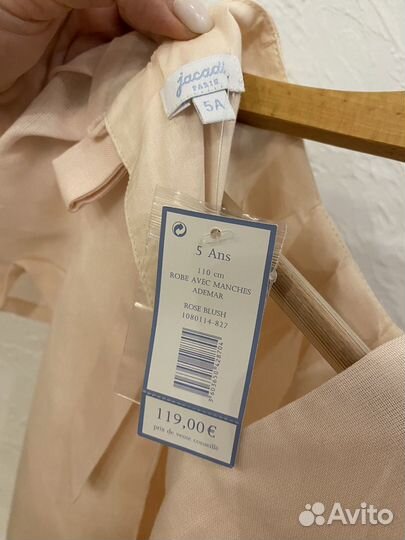 jacadi
PARIS
5A
5 Ans
110 cm
ROBE AVEC MANCHES
ADEMAR
ROSE BLUSH
1080114-827
3603650428704
119,00€
prix de vente conseillé
Avito